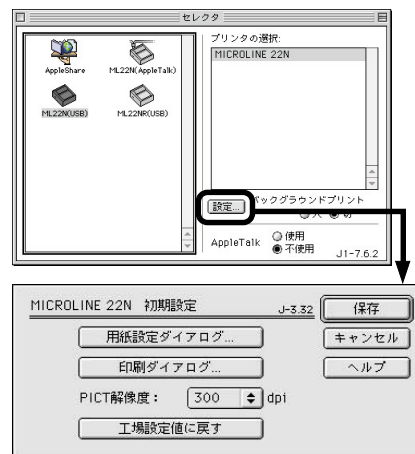 セレクタ
AppleShare
ML22N(AppleTalk)
ML22N(USB)
ML22NR(USB)
プリンタの選択:
MICROLINE 22N
設定...
バックグラウンドプリント
切
AppleTalk
使用
不使用
J1-7.6.2
MICROLINE 22N 初期設定
J-3.32
保存
用紙設定ダイアログ...
キャンセル
印刷ダイアログ...
ヘルプ
PICT解像度: 300 dpi
工場設定値に戻す